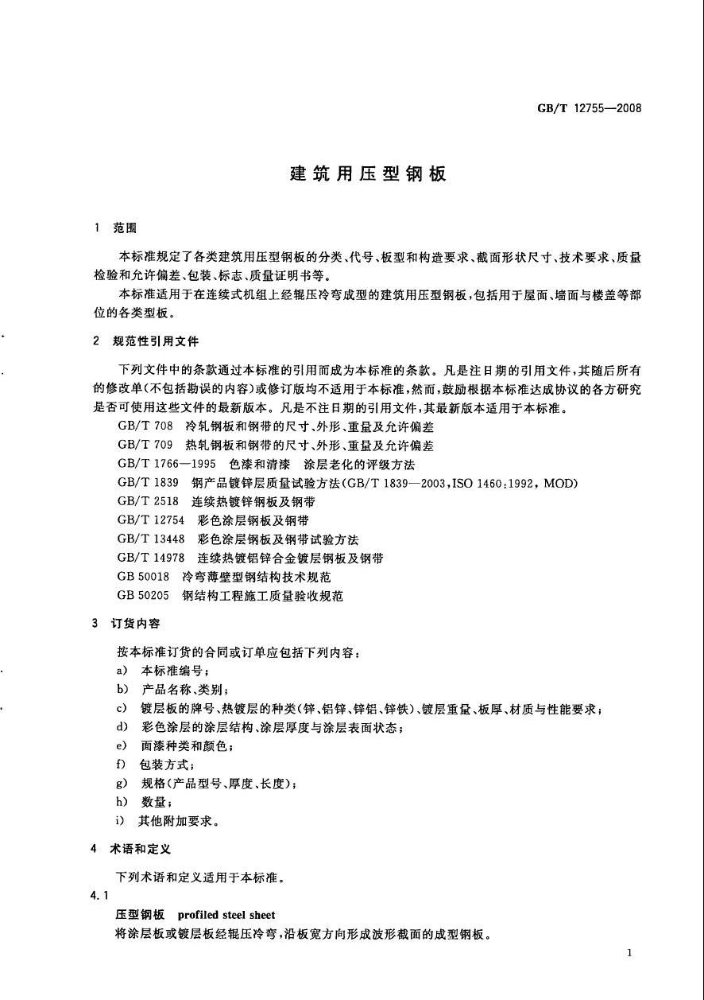 GB/T 12755—2008
建筑用压型钢板
1 范围
本标准规定了各类建筑用压型钢板的分类、代号、板型和构造要求、截面形状尺寸、技术要求、质量
检验和允许偏差、包装、标志、质量证明书等。
本标准适用于在连续式机组上经辊压冷弯成型的建筑用压型钢板,包括用于屋面、墙面与楼盖等部
位的各类型板。
2 规范性引用文件
下列文件中的条款通过本标准的引用而成为本标准的条款。凡是注日期的引用文件,其随后所有
的修改单(不包括勘误的内容)或修订版均不适用于本标准,然而,鼓励根据本标准达成协议的各方研究
是否可使用这些文件的最新版本。凡是不注日期的引用文件,其最新版本适用于本标准。
GB/T 708 冷轧钢板和钢带的尺寸、外形、重量及允许偏差
GB/T 709 热轧钢板和钢带的尺寸、外形、重量及允许偏差
GB/T 1766—1995 色漆和清漆 涂层老化的评级方法
GB/T 1839 钢产品镀锌层质量试验方法(GB/T 1839—2003,ISO 1460:1992, MOD)
GB/T 2518 连续热镀锌钢板及钢带
GB/T 12754 彩色涂层钢板及钢带
GB/T 13448 彩色涂层钢板及钢带试验方法
GB/T 14978 连续热镀铝锌合金镀层钢板及钢带
GB 50018 冷弯薄壁型钢结构技术规范
GB 50205 钢结构工程施工质量验收规范
3 订货内容
按本标准订货的合同或订单应包括下列内容:
a) 本标准编号;
b) 产品名称、类别;
c) 镀层板的牌号、热镀层的种类(锌、铝锌、锌铝、锌铁)、镀层重量、板厚、材质与性能要求;
d) 彩色涂层的涂层结构、涂层厚度与涂层表面状态;
e) 面漆种类和颜色;
f) 包装方式;
g) 规格(产品型号、厚度、长度);
h) 数量;
i) 其他附加要求。
4 术语和定义
下列术语和定义适用于本标准。
4.1
压型钢板 profiled steel sheet
将涂层板或镀层板经辊压冷弯,沿板宽方向形成波形截面的成型钢板。
1